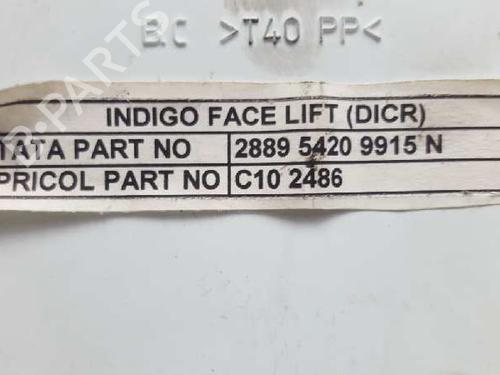 B.C >T40 PP<
INDIGO FACE LIFT (DICR)
TATA PART NO 2889 5420 9915 N
PRICOL PART NO C10 2486